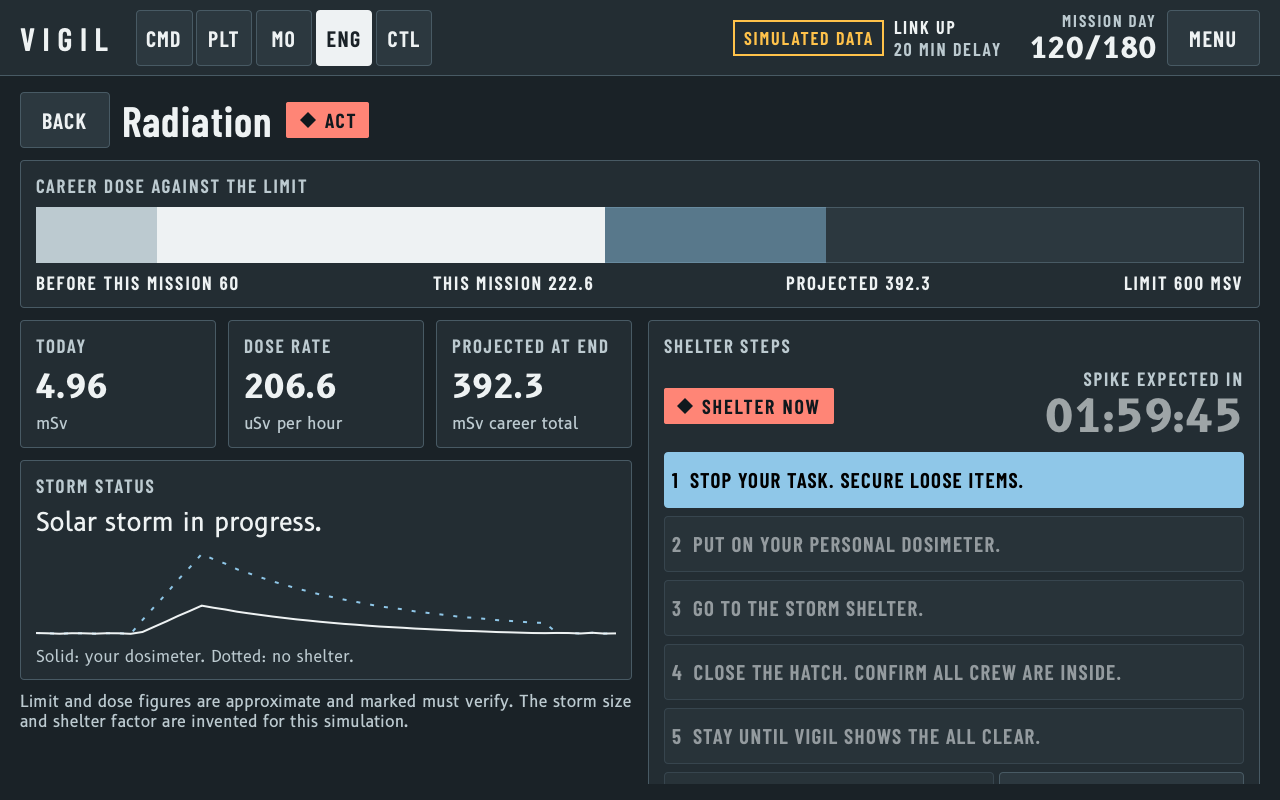 VIGIL
CMD
PLT
MO
ENG
CTL
SIMULATED DATA
LINK UP
20 MIN DELAY
MISSION DAY
120/180
MENU
BACK
Radiation
ACT
CAREER DOSE AGAINST THE LIMIT
BEFORE THIS MISSION 60
THIS MISSION 222.6
PROJECTED 392.3
LIMIT 600 MSV
TODAY
4.96
mSv
DOSE RATE
206.6
uSv per hour
PROJECTED AT END
392.3
mSv career total
STORM STATUS
Solar storm in progress.
Solid: your dosimeter. Dotted: no shelter.
Limit and dose figures are approximate and marked must verify. The storm size
and shelter factor are invented for this simulation.
SHELTER STEPS
SHELTER NOW
SPIKE EXPECTED IN
01:59:45
1 STOP YOUR TASK. SECURE LOOSE ITEMS.
2 PUT ON YOUR PERSONAL DOSIMETER.
3 GO TO THE STORM SHELTER.
4 CLOSE THE HATCH. CONFIRM ALL CREW ARE INSIDE.
5 STAY UNTIL VIGIL SHOWS THE ALL CLEAR.